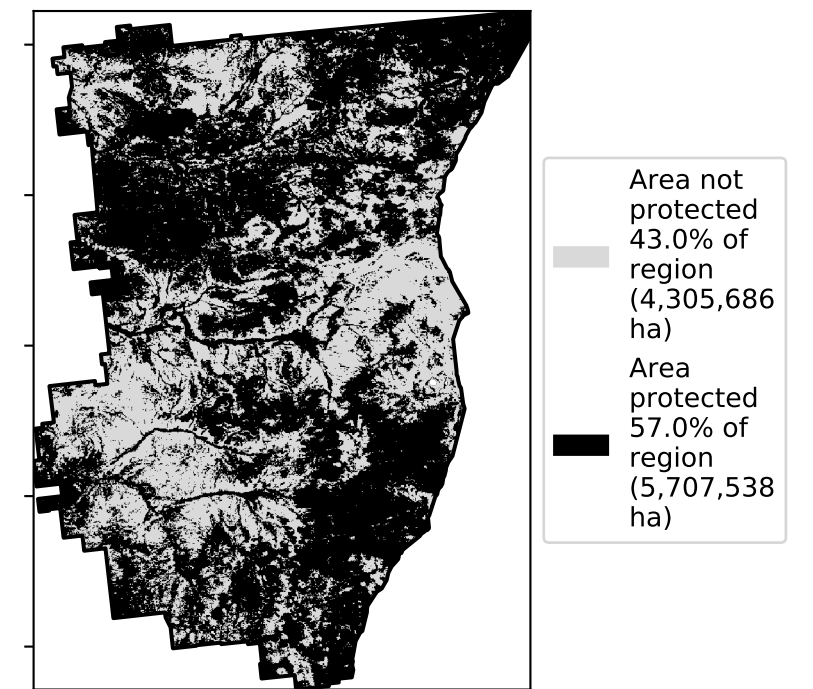 Area not
protected
43.0% of
region
(4,305,686
ha)
Area
protected
57.0% of
region
(5,707,538
ha)